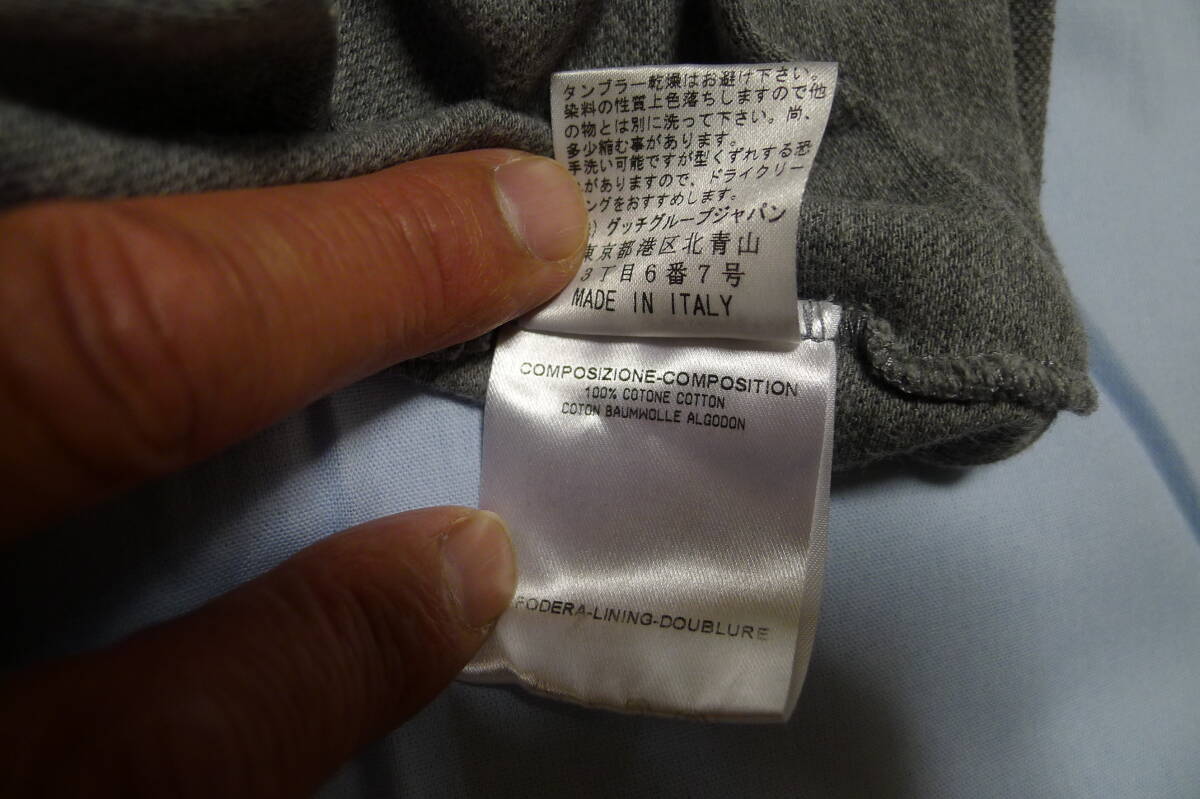 タンブラー乾燥はお避け下さい。
染料の性質上色落ちしますので他
の物とは別に洗って下さい。尚、
多少縮む事があります。
手洗い可能ですが型くずれする恐
がありますので、ドライクリー
ングをおすすめします。
グッチグループジャパン
東京都港区北青山
3丁目6番7号
MADE IN ITALY
COMPOSIZIONE-COMPOSITION
100% COTONE COTTON
COTON BAUMWOLLE ALGODON
FODERA-LINING-DOUBLURE